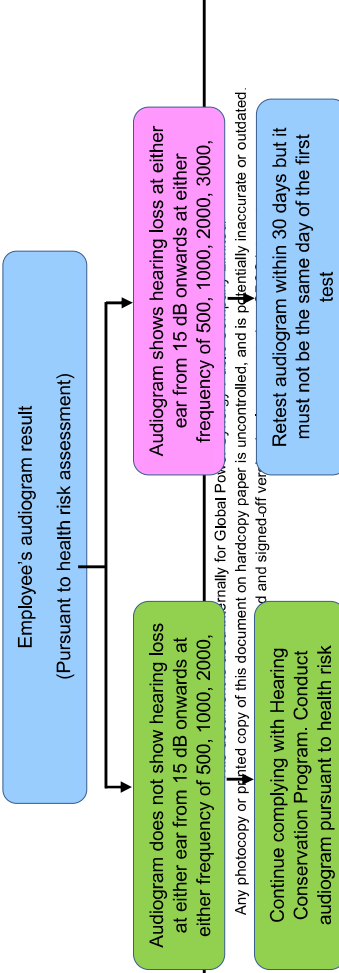 Employee's audiogram result
(Pursuant to health risk assessment)
Audiogram does not show hearing loss
at either ear from 15 dB onwards at
either frequency of 500, 1000, 2000,
Audiogram shows hearing loss at either
ear from 15 dB onwards at either
frequency of 500, 1000, 2000, 3000,
for Global
Any photocopy or printed copy of this document on hardcopy paper is uncontrolled, and is potentially inaccurate or outdated.
and signed-off
Continue complying with Hearing
Conservation Program. Conduct
audiogram pursuant to health risk
Retest audiogram within 30 days but it
must not be the same day of the first
test